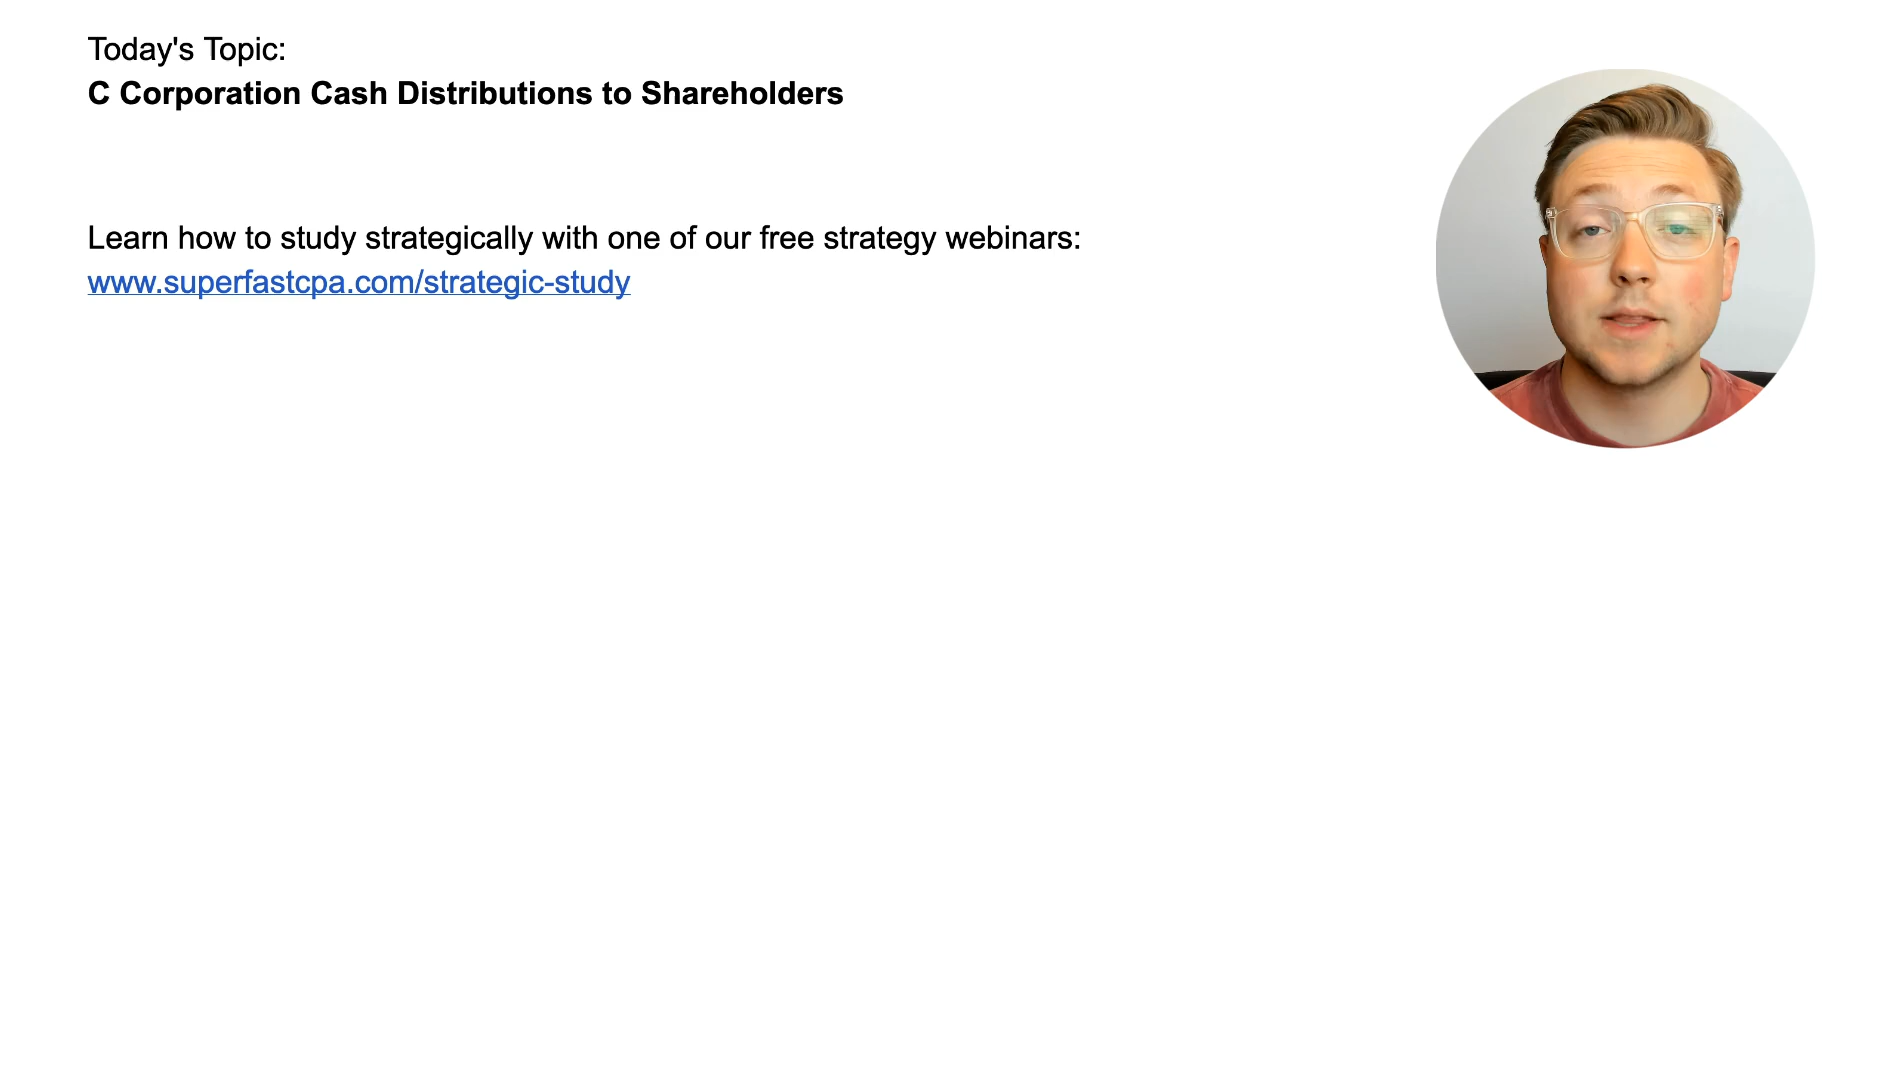 Today's Topic:
C Corporation Cash Distributions to Shareholders
Learn how to study strategically with one of our free strategy webinars:
www.superfastcpa.com/strategic-study